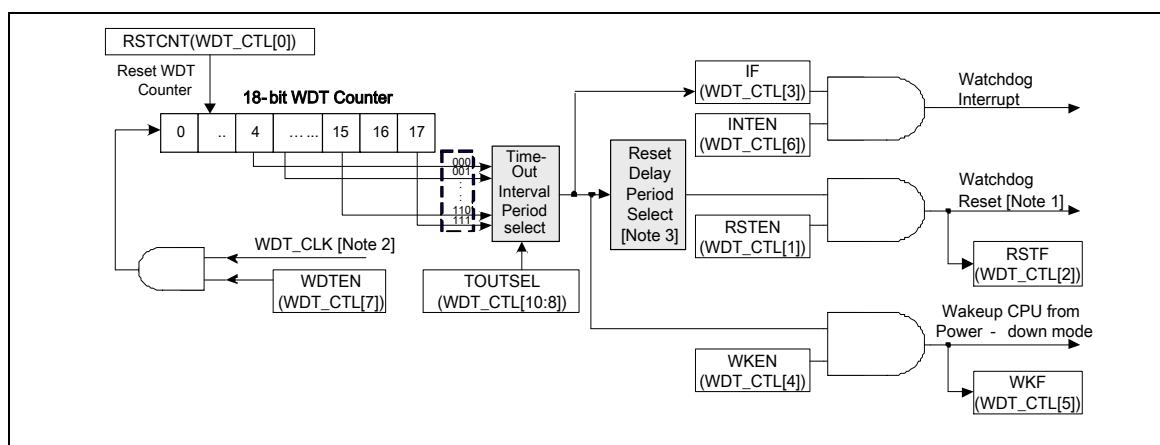 RSTCNT(WDT_CTL[0])
Reset WDT
Counter
18-bit WDT Counter
0 .. 4 ... ... 15 16 17
000
001
:
:
110
111
Time-
Out
Interval
Period
select
TOUTSEL
(WDT_CTL[10:8])
WDT_CLK [Note 2]
WDTEN
(WDT_CTL[7])
IF
(WDT_CTL[3])
INTEN
(WDT_CTL[6])
Watchdog
Interrupt
Reset
Delay
Period
Select
[Note 3]
RSTEN
(WDT_CTL[1])
Watchdog
Reset [Note 1]
RSTF
(WDT_CTL[2])
WKEN
(WDT_CTL[4])
Wakeup CPU from
Power - down mode
WKF
(WDT_CTL[5])